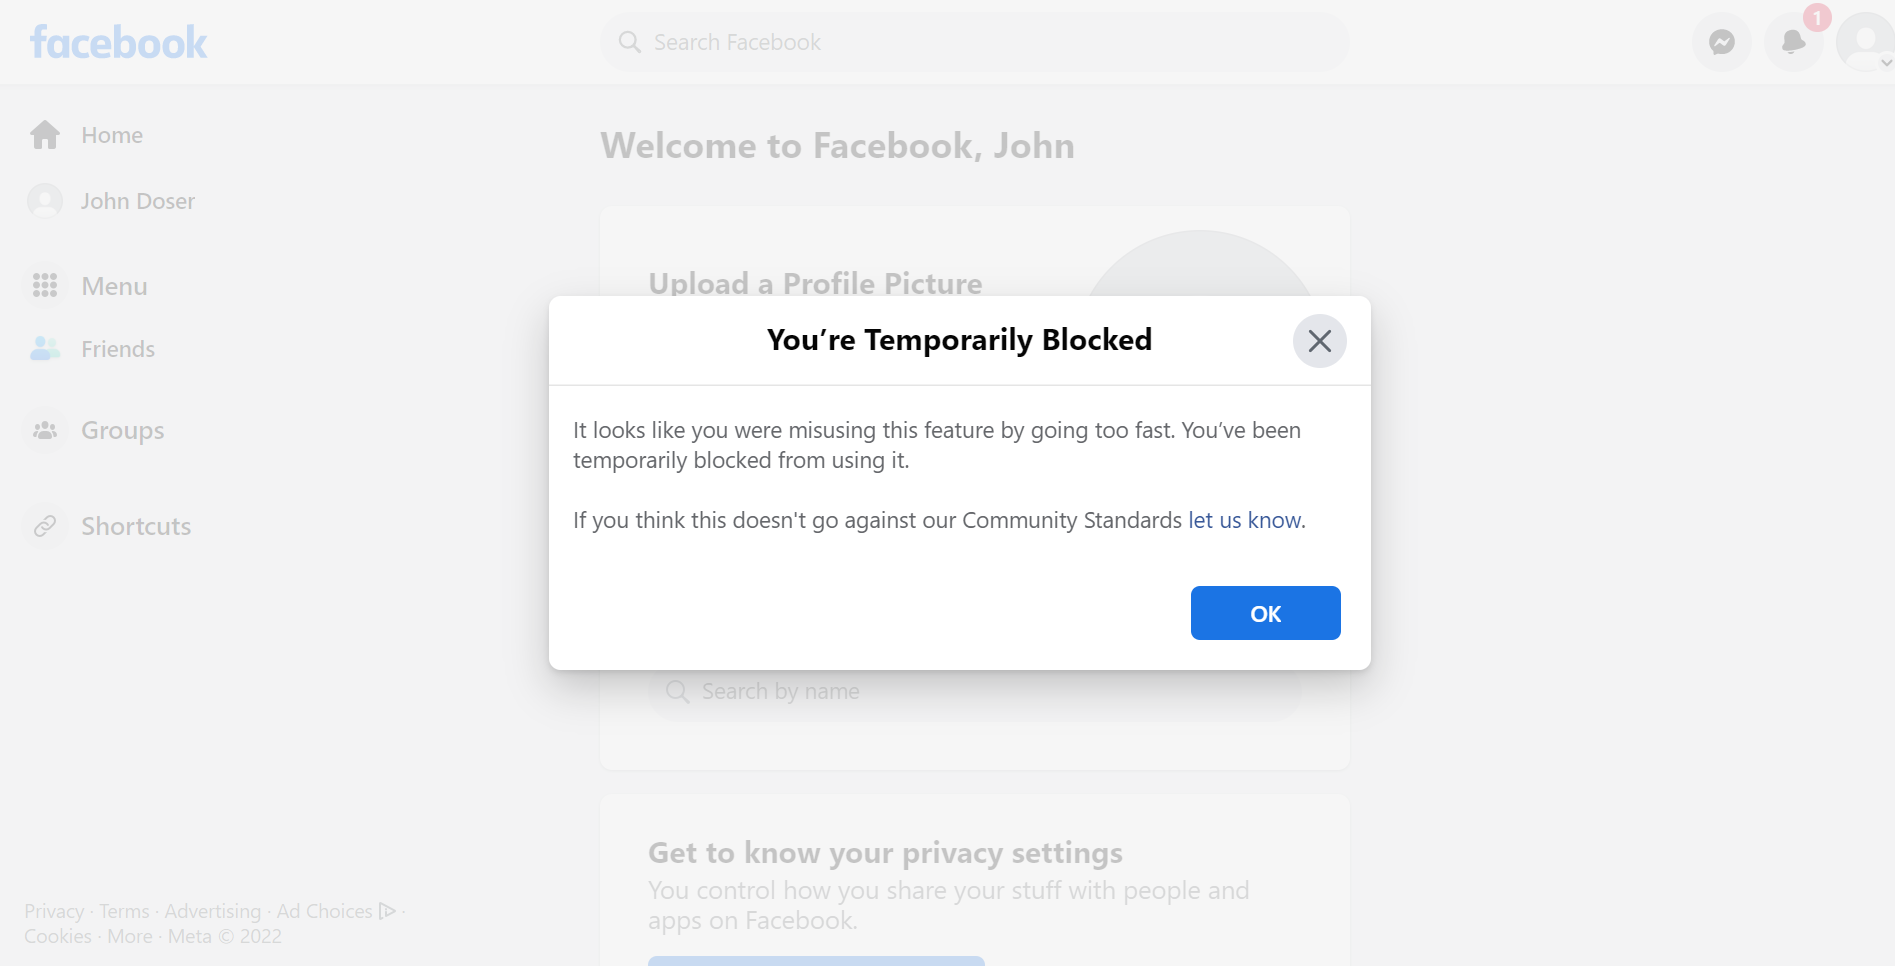 facebook
Search Facebook
1
Home
John Doser
Menu
Friends
Groups
Shortcuts
Privacy · Terms · Advertising · Ad Choices ·
Cookies · More · Meta © 2022
Welcome to Facebook, John
Upload a Profile Picture
You’re Temporarily Blocked
It looks like you were misusing this feature by going too fast. You’ve been
temporarily blocked from using it.
If you think this doesn't go against our Community Standards let us know.
OK
Search by name
Get to know your privacy settings
You control how you share your stuff with people and
apps on Facebook.